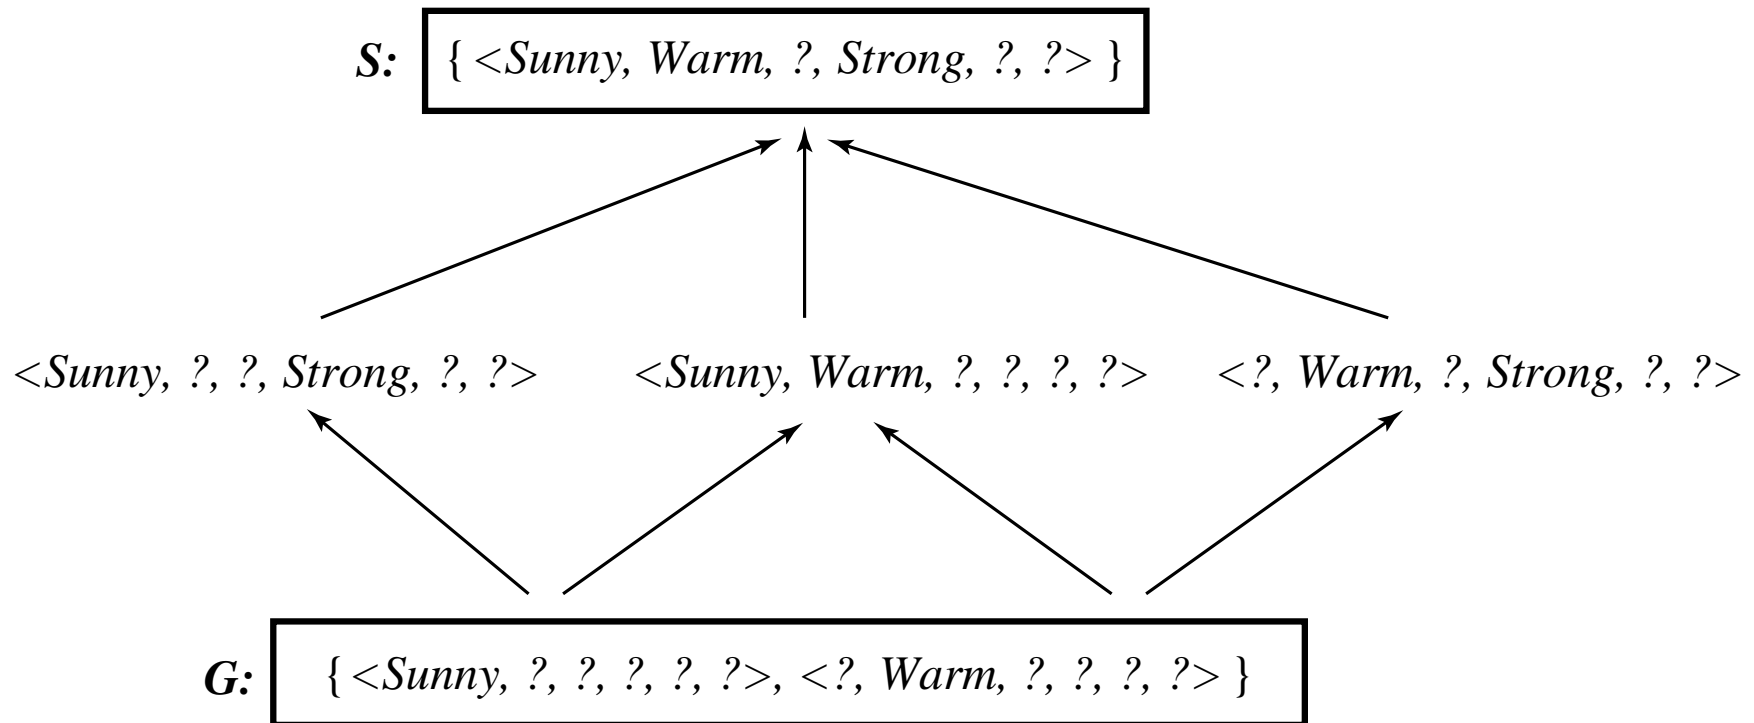 S: { <Sunny, Warm, ?, Strong, ?, ?> }
<Sunny, ?, ?, Strong, ?, ?> <Sunny, Warm, ?, ?, ?, ?> <?, Warm, ?, Strong, ?, ?>
G: { <Sunny, ?, ?, ?, ?, ?>, <?, Warm, ?, ?, ?, ?> }